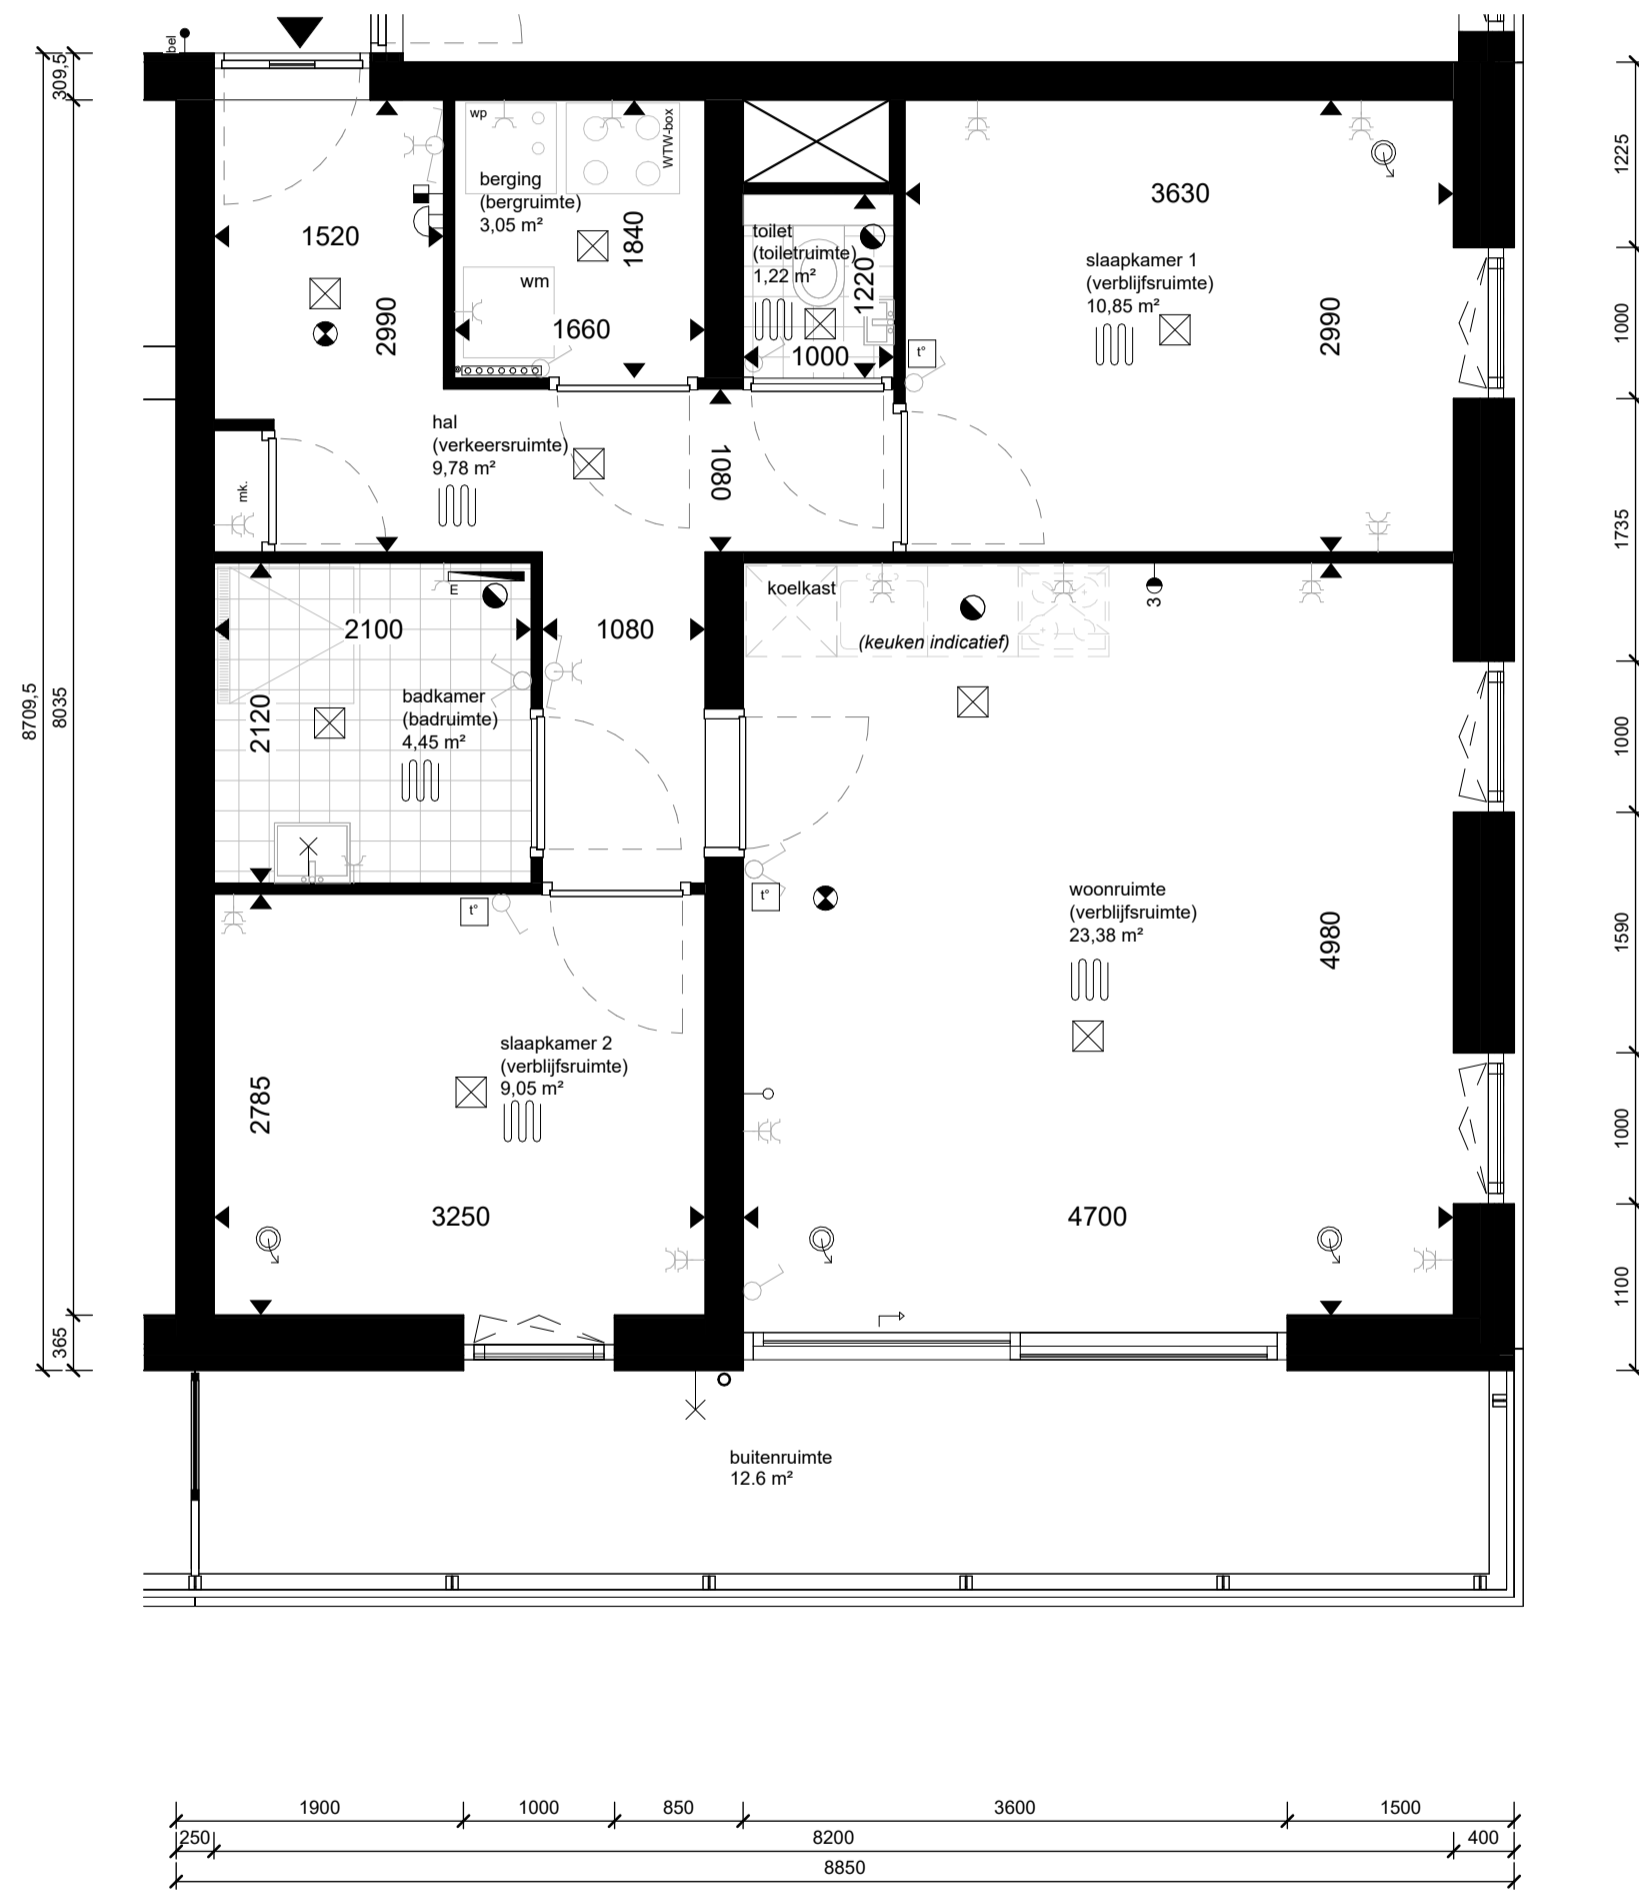 bel
309,5
8709,5
8035
365
wp
WTW-box
berging
(bergruimte)
3,05 m²
1840
wm
1660
1520
2990
toilet
(toiletruimte)
1,22 m²
1220
1000
3630
slaapkamer 1
(verblijfsruimte)
10,85 m²
2990
t°
hal
(verkeersruimte)
9,78 m²
1080
mk.
E
2100
1080
2120
badkamer
(badruimte)
4,45 m²
koelkast
(keuken indicatief)
3
t°
t°
woonruimte
(verblijfsruimte)
23,38 m²
4980
4700
slaapkamer 2
(verblijfsruimte)
9,05 m²
2785
3250
buitenruimte
12.6 m²
1225
1000
1735
1000
1590
1000
1100
1900
1000
850
3600
1500
250
8200
400
8850